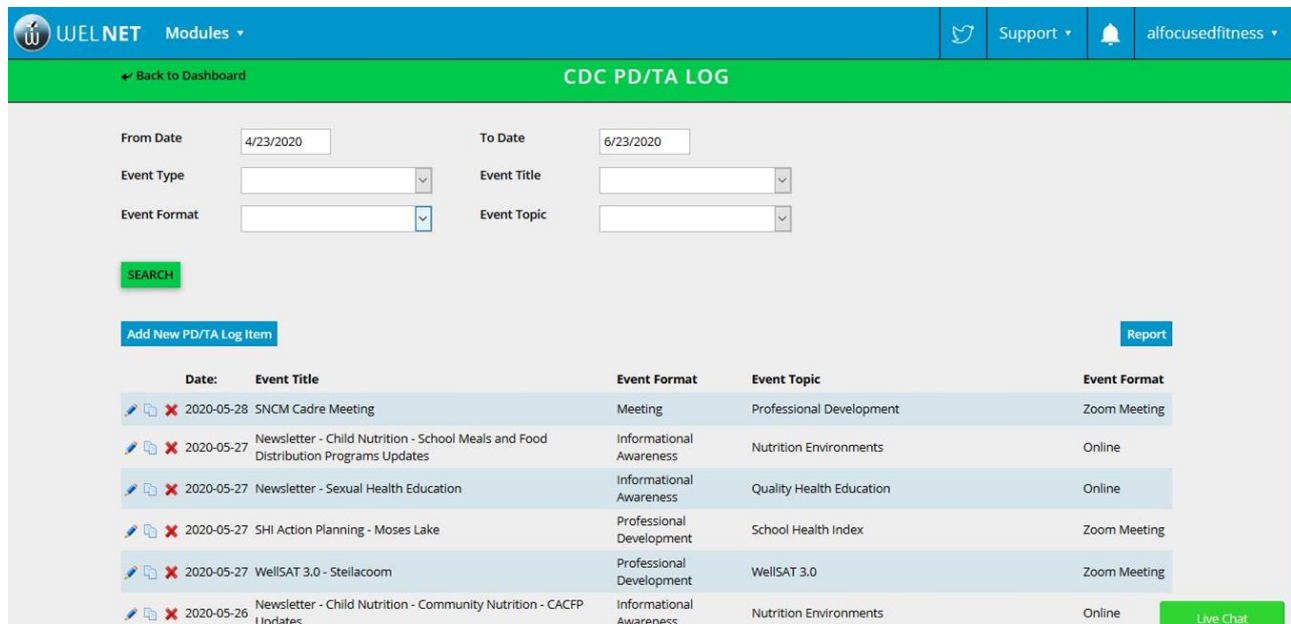 WELNET Modules Support alfocusedfitness
Back to Dashboard CDC PD/TA LOG
From Date 4/23/2020 To Date 6/23/2020
Event Type Event Title
Event Format Event Topic
SEARCH
Add New PD/TA Log Item Report
Date: Event Title Event Format Event Topic Event Format
2020-05-28 SNCM Cadre Meeting Meeting Professional Development Zoom Meeting
2020-05-27 Newsletter - Child Nutrition - School Meals and Food Informational Nutrition Environments Online
Distribution Programs Updates Awareness
2020-05-27 Newsletter - Sexual Health Education Informational Quality Health Education Online
Awareness
2020-05-27 SHI Action Planning - Moses Lake Professional School Health Index Zoom Meeting
Development
2020-05-27 WellSAT 3.0 - Steilacoom Professional WellSAT 3.0 Zoom Meeting
Development
2020-05-26 Newsletter - Child Nutrition - Community Nutrition - CACFP Informational Nutrition Environments Online
Updates Awareness Live Chat